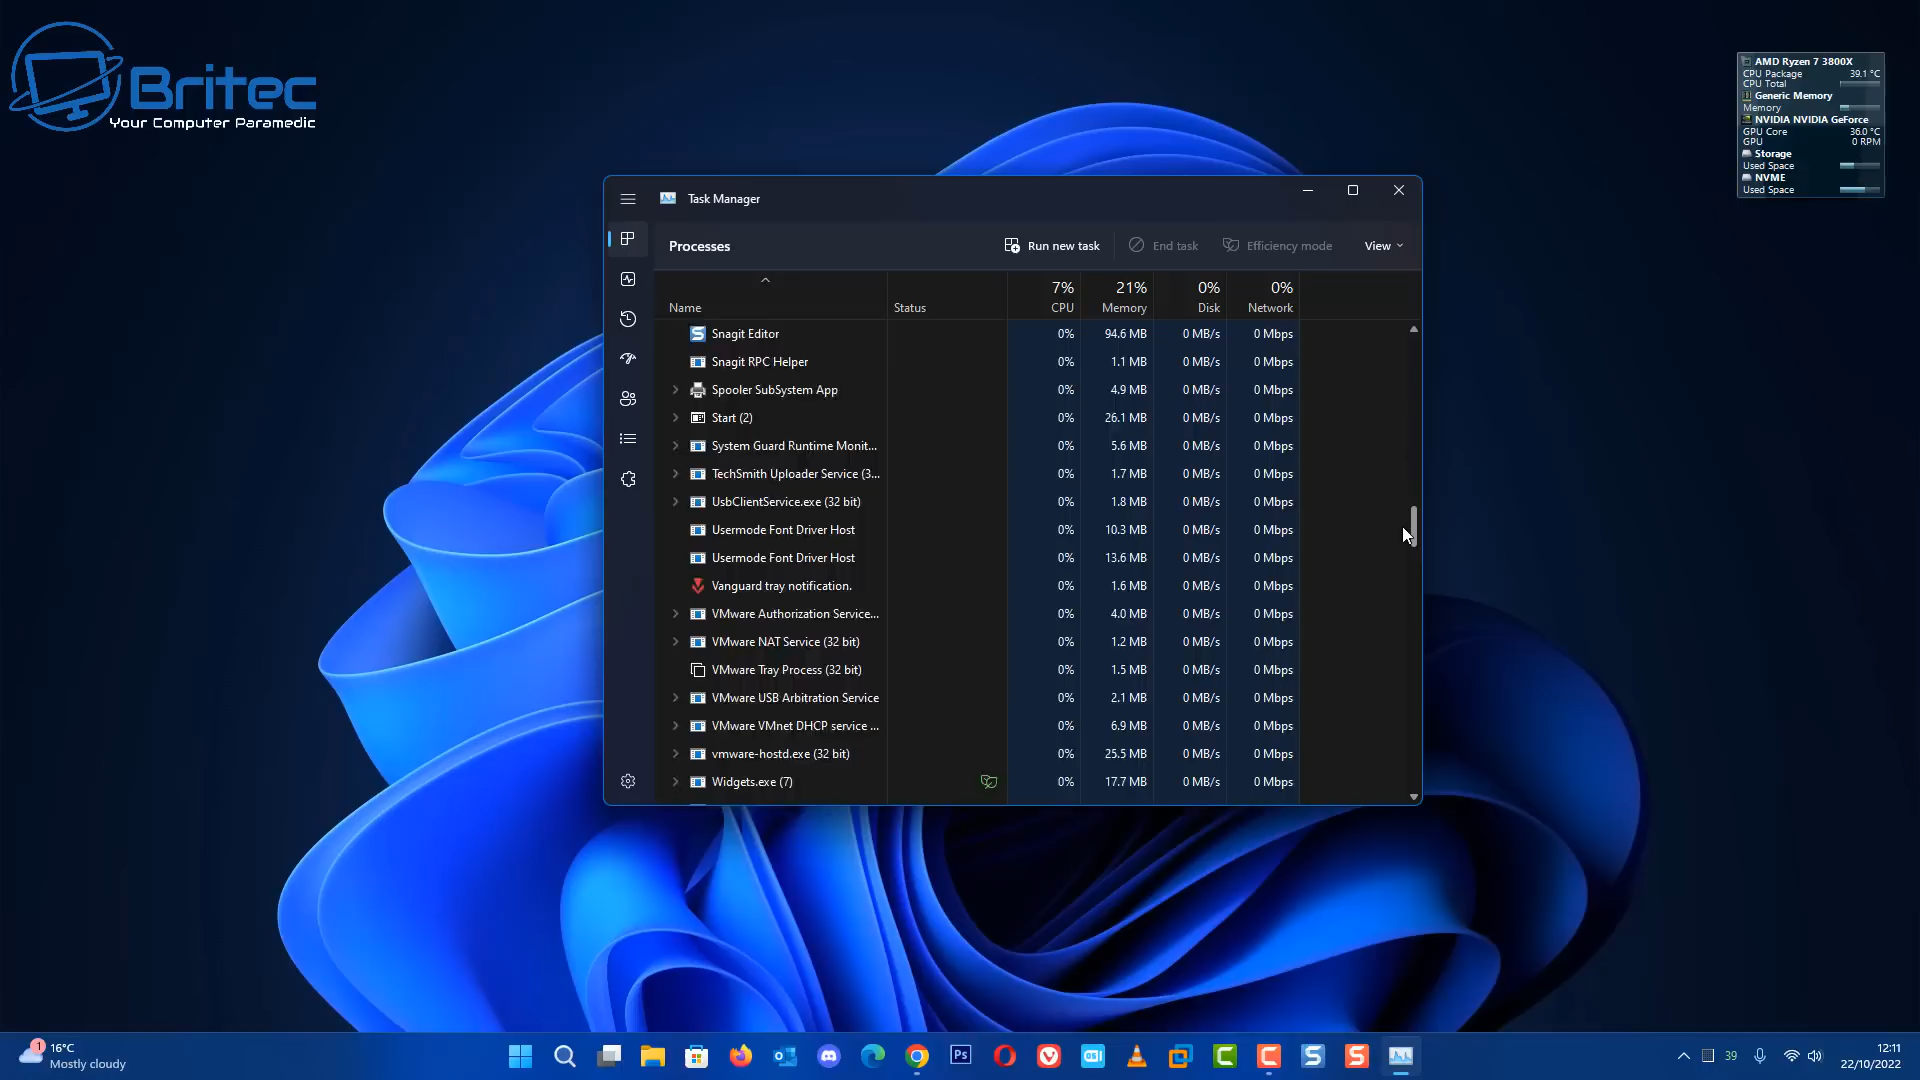 Britec
Your Computer Paramedic
AMD Ryzen 7 3800X
CPU Package 39.1 °C
CPU Total
Generic Memory
Memory
NVIDIA NVIDIA GeForce
GPU Core 36.0 °C
GPU 0 RPM
Storage
Used Space
NVME
Used Space
Task Manager
Processes Run new task End task Efficiency mode View
7% 21% 0% 0%
Name Status CPU Memory Disk Network
Snagit Editor 0% 94.6 MB 0 MB/s 0 Mbps
Snagit RPC Helper 0% 1.1 MB 0 MB/s 0 Mbps
Spooler SubSystem App 0% 4.9 MB 0 MB/s 0 Mbps
Start (2) 0% 26.1 MB 0 MB/s 0 Mbps
System Guard Runtime Monit... 0% 5.6 MB 0 MB/s 0 Mbps
TechSmith Uploader Service (3... 0% 1.7 MB 0 MB/s 0 Mbps
UsbClientService.exe (32 bit) 0% 1.8 MB 0 MB/s 0 Mbps
Usermode Font Driver Host 0% 10.3 MB 0 MB/s 0 Mbps
Usermode Font Driver Host 0% 13.6 MB 0 MB/s 0 Mbps
Vanguard tray notification. 0% 1.6 MB 0 MB/s 0 Mbps
VMware Authorization Service... 0% 4.0 MB 0 MB/s 0 Mbps
VMware NAT Service (32 bit) 0% 1.2 MB 0 MB/s 0 Mbps
VMware Tray Process (32 bit) 0% 1.5 MB 0 MB/s 0 Mbps
VMware USB Arbitration Service 0% 2.1 MB 0 MB/s 0 Mbps
VMware VMnet DHCP service ... 0% 6.9 MB 0 MB/s 0 Mbps
vmware-hostd.exe (32 bit) 0% 25.5 MB 0 MB/s 0 Mbps
Widgets.exe (7) 0% 17.7 MB 0 MB/s 0 Mbps
1
16°C
Mostly cloudy
Ps
39
12:11
22/10/2022